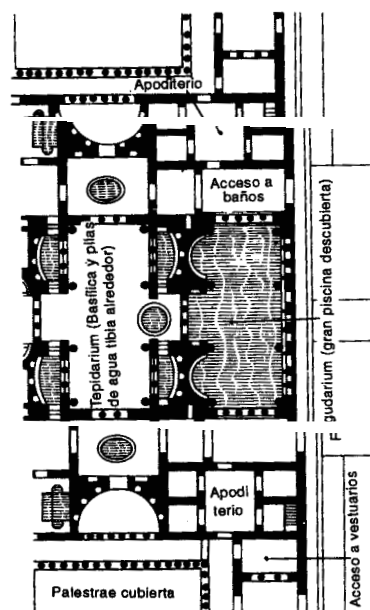 Apoditerio
Acceso a
baños
Tepidarium (Basílica y pilas
de agua tibia alrededor)
gudarium (gran piscina descubierta)
Apodi
terio
Acceso a vestuarios
Palestrae cubierta